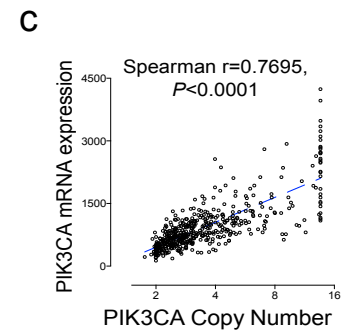 C
Spearman r=0.7695,
P<0.0001
PIK3CA mRNA expression
4500
3000
1500
0
2 4 8 16
PIK3CA Copy Number